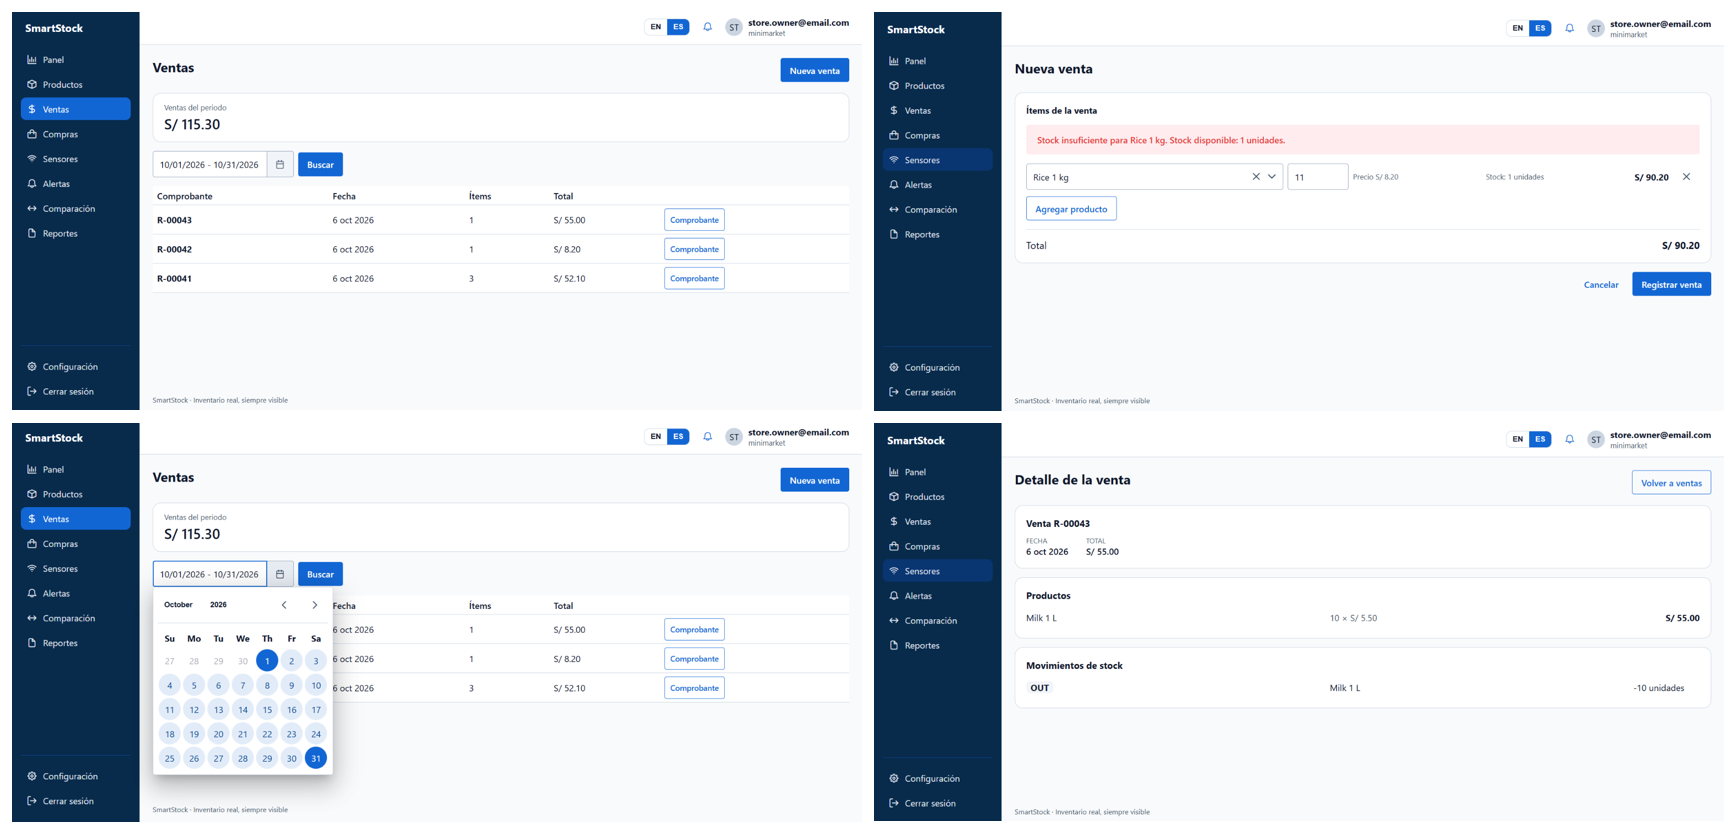 SmartStock
Panel
Productos
Ventas
Compras
Sensores
Alertas
Comparación
Reportes
Configuración
Cerrar sesión
EN ES
ST
store.owner@email.com
minimarket
Ventas
Nueva venta
Ventas del periodo
S/ 115.30
10/01/2026 - 10/31/2026
Buscar
Comprobante Fecha Ítems Total
R-00043 6 oct 2026 1 S/ 55.00 Comprobante
R-00042 6 oct 2026 1 S/ 8.20 Comprobante
R-00041 6 oct 2026 3 S/ 52.10 Comprobante
SmartStock · Inventario real, siempre visible
SmartStock
Panel
Productos
Ventas
Compras
Sensores
Alertas
Comparación
Reportes
Configuración
Cerrar sesión
EN ES
ST
store.owner@email.com
minimarket
Nueva venta
Ítems de la venta
Stock insuficiente para Rice 1 kg. Stock disponible: 1 unidades.
Rice 1 kg 11 Precio S/ 8.20 Stock: 1 unidades S/ 90.20
Agregar producto
Total S/ 90.20
Cancelar Registrar venta
SmartStock · Inventario real, siempre visible
SmartStock
Panel
Productos
Ventas
Compras
Sensores
Alertas
Comparación
Reportes
Configuración
Cerrar sesión
EN ES
ST
store.owner@email.com
minimarket
Ventas
Nueva venta
Ventas del periodo
S/ 115.30
10/01/2026 - 10/31/2026
Buscar
October 2026
Su Mo Tu We Th Fr Sa
27 28 29 30 1 2 3
4 5 6 7 8 9 10
11 12 13 14 15 16 17
18 19 20 21 22 23 24
25 26 27 28 29 30 31
Fecha Ítems Total
6 oct 2026 1 S/ 55.00 Comprobante
6 oct 2026 1 S/ 8.20 Comprobante
6 oct 2026 3 S/ 52.10 Comprobante
SmartStock · Inventario real, siempre visible
SmartStock
Panel
Productos
Ventas
Compras
Sensores
Alertas
Comparación
Reportes
Configuración
Cerrar sesión
EN ES
ST
store.owner@email.com
minimarket
Detalle de la venta
Volver a ventas
Venta R-00043
FECHA TOTAL
6 oct 2026 S/ 55.00
Productos
Milk 1 L 10 × S/ 5.50 S/ 55.00
Movimientos de stock
OUT Milk 1 L -10 unidades
SmartStock · Inventario real, siempre visible